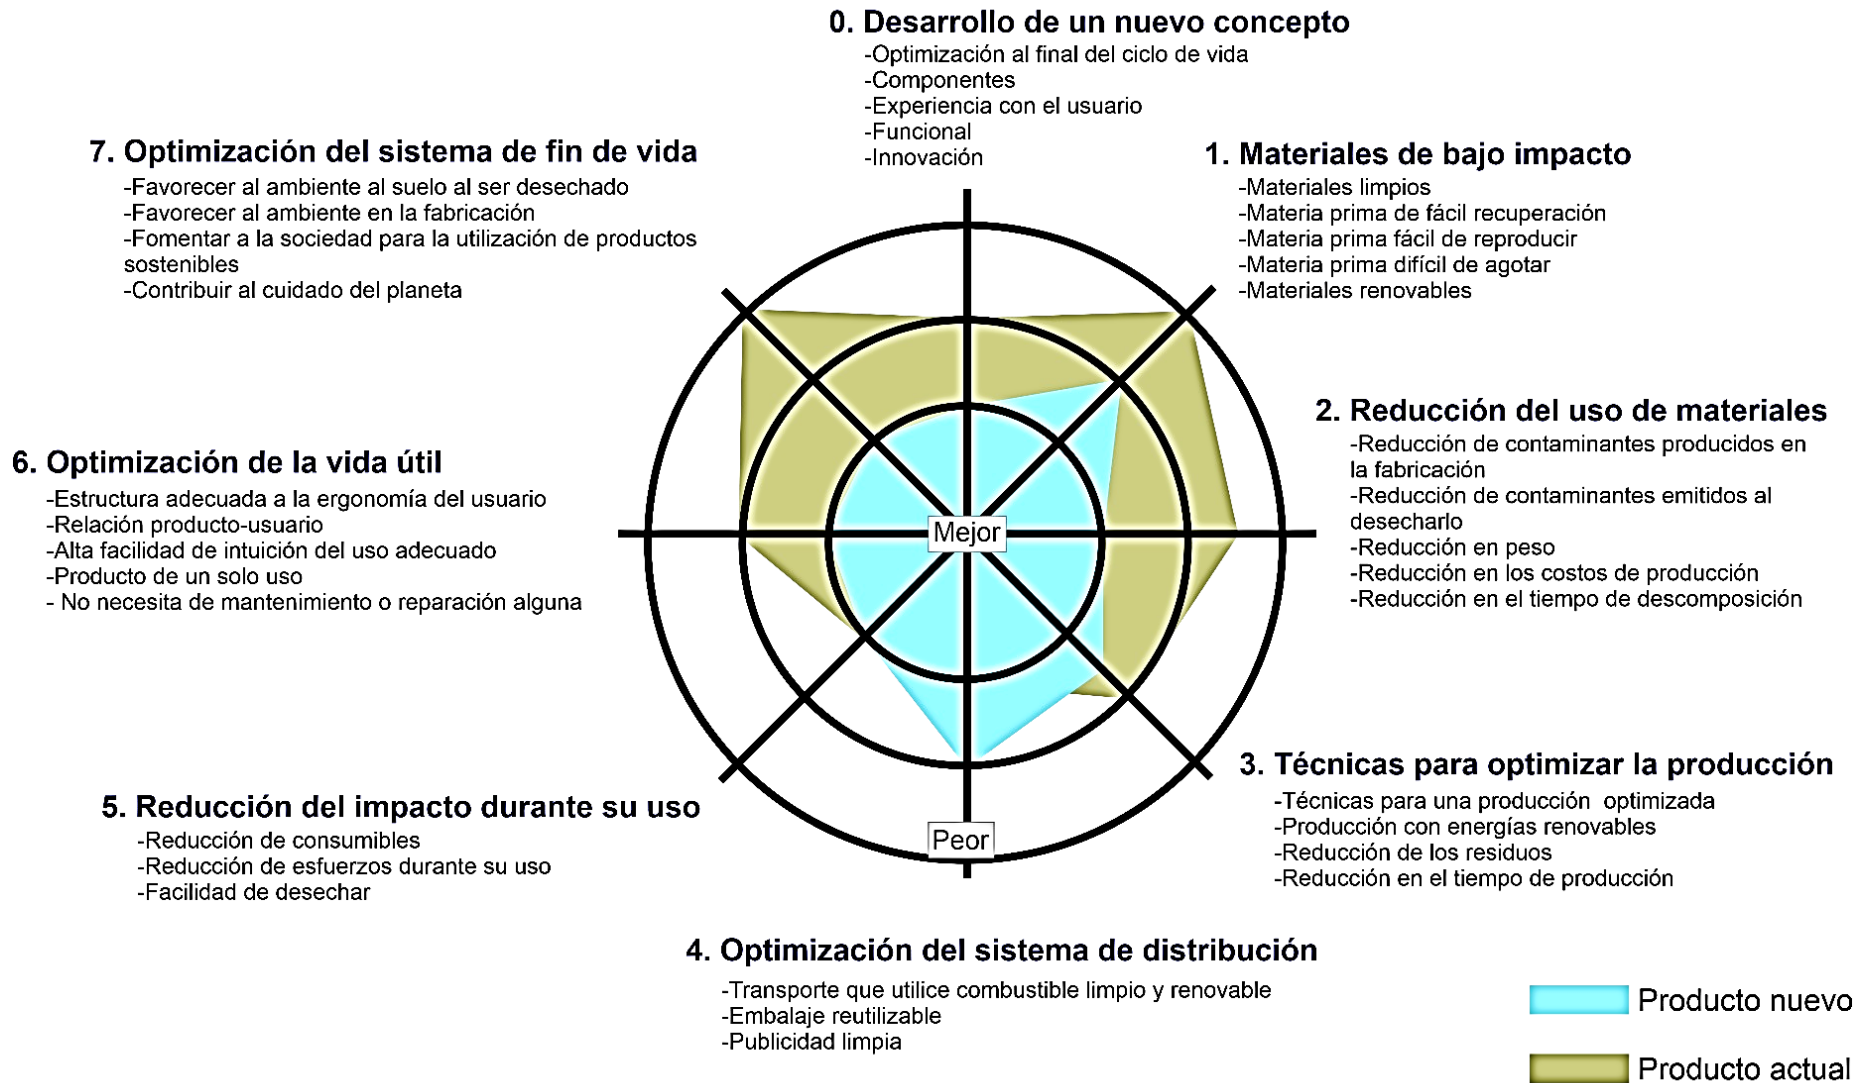 0. Desarrollo de un nuevo concepto
-Optimización al final del ciclo de vida
-Componentes
-Experiencia con el usuario
-Funcional
-Innovación
1. Materiales de bajo impacto
-Materiales limpios
-Materia prima de fácil recuperación
-Materia prima fácil de reproducir
-Materia prima difícil de agotar
-Materiales renovables
2. Reducción del uso de materiales
-Reducción de contaminantes producidos en
la fabricación
-Reducción de contaminantes emitidos al
desecharlo
-Reducción en peso
-Reducción en los costos de producción
-Reducción en el tiempo de descomposición
3. Técnicas para optimizar la producción
-Técnicas para una producción  optimizada
-Producción con energías renovables
-Reducción de los residuos
-Reducción en el tiempo de producción
4. Optimización del sistema de distribución
-Transporte que utilice combustible limpio y renovable
-Embalaje reutilizable
-Publicidad limpia
5. Reducción del impacto durante su uso
-Reducción de consumibles
-Reducción de esfuerzos durante su uso
-Facilidad de desechar
6. Optimización de la vida útil
-Estructura adecuada a la ergonomía del usuario
-Relación producto-usuario
-Alta facilidad de intuición del uso adecuado
-Producto de un solo uso
- No necesita de mantenimiento o reparación alguna
7. Optimización del sistema de fin de vida
-Favorecer al ambiente al suelo al ser desechado
-Favorecer al ambiente en la fabricación
-Fomentar a la sociedad para la utilización de productos
sostenibles
-Contribuir al cuidado del planeta
Mejor
Peor
Producto nuevo
Producto actual